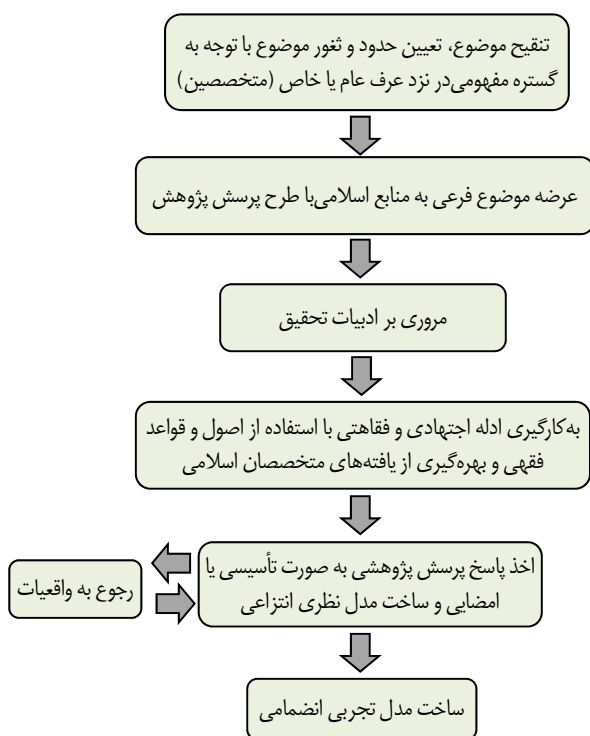 تنقیح موضوع، تعیین حدود و ثغور موضوع با توجه به
گستره مفهومی‌در نزد عرف عام یا خاص (متخصصین)
عرضه موضوع فرعی به منابع اسلامی‌با طرح پرسش پژوهش
مروری بر ادبیات تحقیق
به‌کارگیری ادله اجتهادی و فقاهتی با استفاده از اصول و قواعد
فقهی و بهره‌گیری از یافته‌های متخصصان اسلامی
اخذ پاسخ پرسش پژوهشی به صورت تأسیسی یا
امضایی و ساخت مدل نظری انتزاعی
رجوع به واقعیات
ساخت مدل تجربی انضمامی